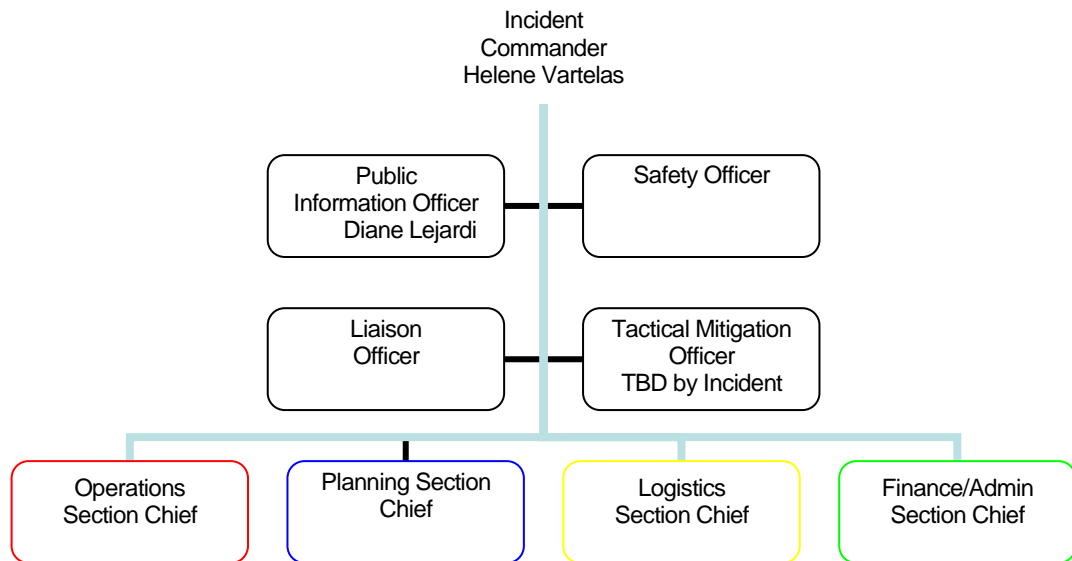 Incident
Commander
Helene Vartelas
Public
Information Officer
Diane Lejardi
Safety Officer
Liaison
Officer
Tactical Mitigation
Officer
TBD by Incident
Operations
Section Chief
Planning Section
Chief
Logistics
Section Chief
Finance/Admin
Section Chief